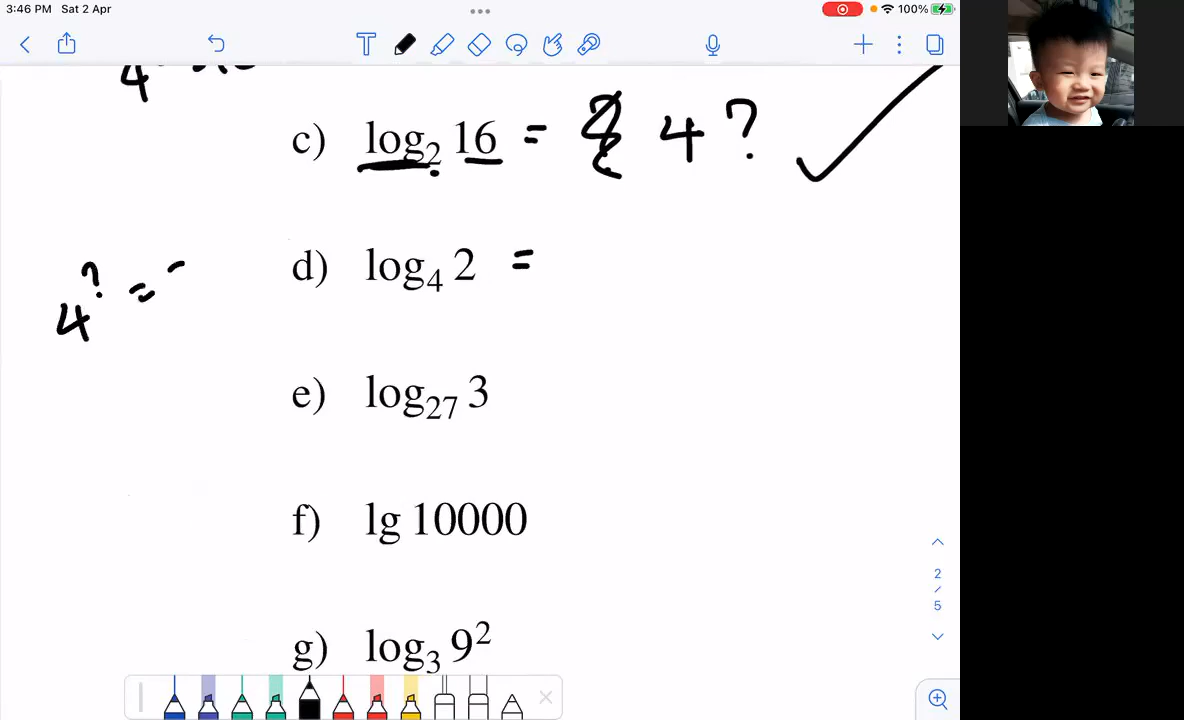 3:46 PM Sat 2 Apr
100%
T
c) log₂ 16 = 4 ?
d) log₄ 2 =
4^? =
e) log₂₇ 3
f) lg 10000
g) log₃ 9²
2
/
5